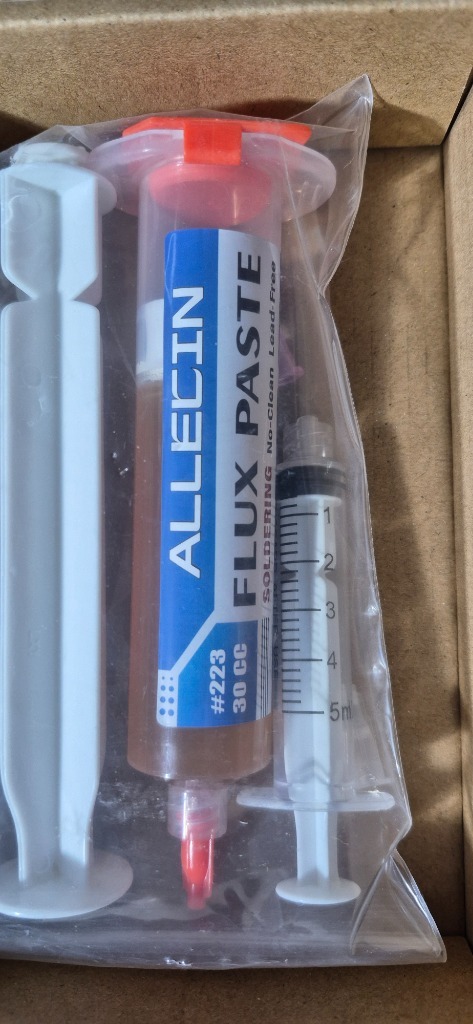 ALLECIN
FLUX PASTE
SOLDERING No-Clean Lead-Free
#223
30 CC
1
2
3
4
5ml